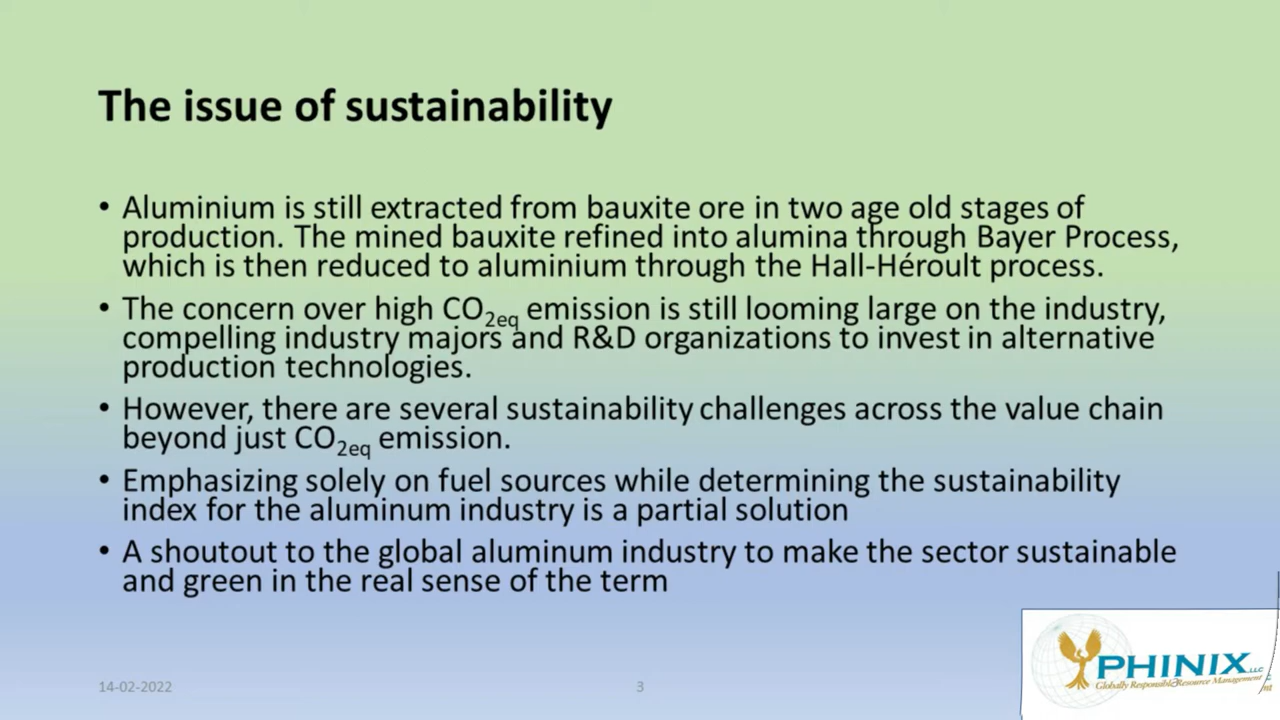 The issue of sustainability
• Aluminium is still extracted from bauxite ore in two age old stages of
production. The mined bauxite refined into alumina through Bayer Process,
which is then reduced to aluminium through the Hall-Héroult process.
• The concern over high CO2eq emission is still looming large on the industry,
compelling industry majors and R&D organizations to invest in alternative
production technologies.
• However, there are several sustainability challenges across the value chain
beyond just CO2eq emission.
• Emphasizing solely on fuel sources while determining the sustainability
index for the aluminum industry is a partial solution
• A shoutout to the global aluminum industry to make the sector sustainable
and green in the real sense of the term
14-02-2022
3
PHINIX LLC
Globally Responsible Resource Management